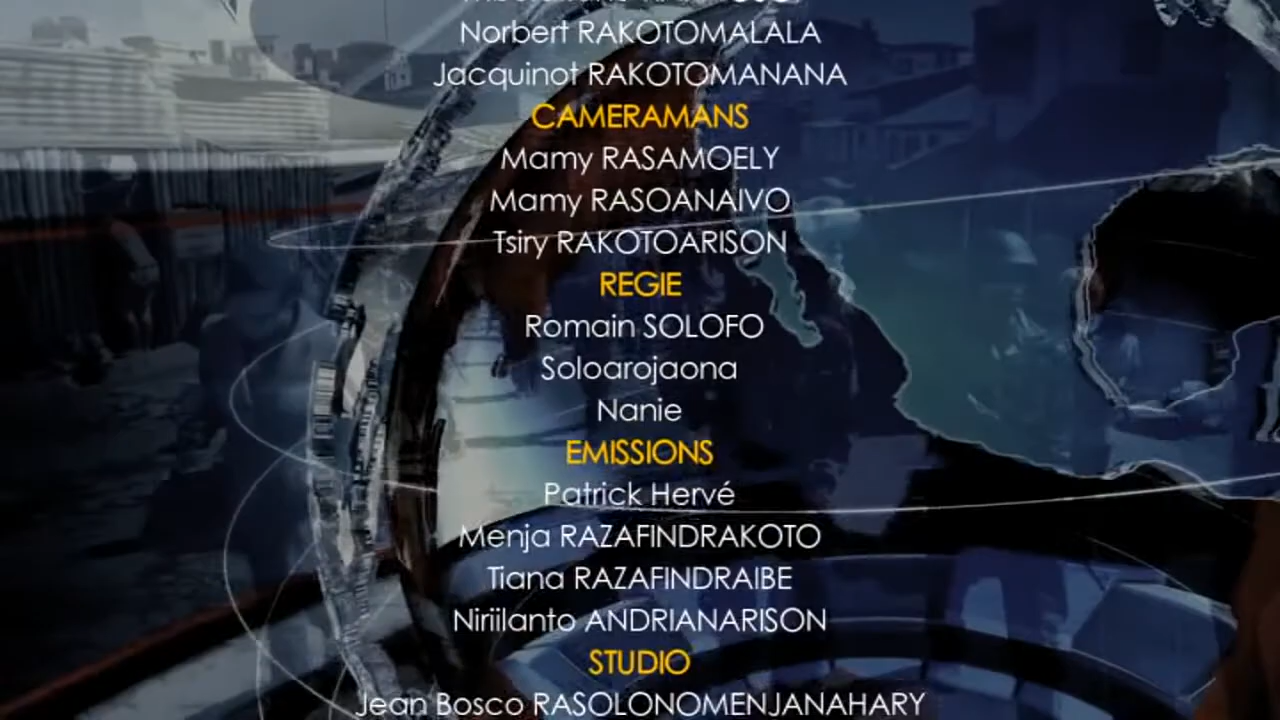 Norbert RAKOTOMALALA
Jacquinot RAKOTOMANANA
CAMERAMANS
Mamy RASAMOELY
Mamy RASOANAIVO
Tsiry RAKOTOARISON
REGIE
Romain SOLOFO
Soloarojaona
Nanie
EMISSIONS
Patrick Hervé
Menja RAZAFINDRAKOTO
Tiana RAZAFINDRAIBE
Niriilanto ANDRIANARISON
STUDIO
Jean Bosco RASOLONOMENJANAHARY